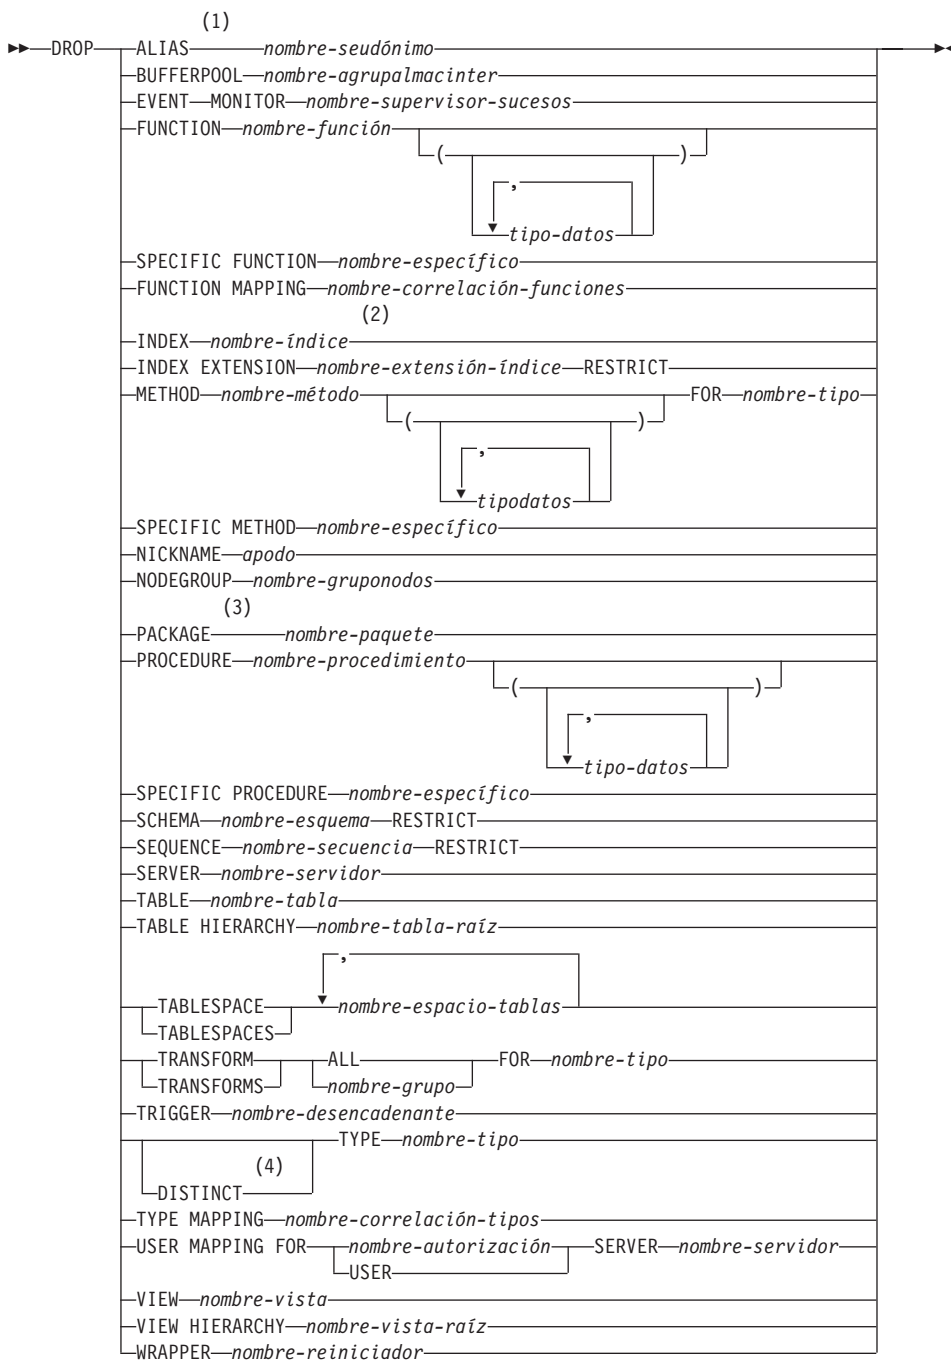 (1)
DROP ALIAS nombre-seudónimo
BUFFERPOOL nombre-agrupalmacinter
EVENT MONITOR nombre-supervisor-sucesos
FUNCTION nombre-función
( )
,
tipo-datos
SPECIFIC FUNCTION nombre-específico
FUNCTION MAPPING nombre-correlación-funciones
(2)
INDEX nombre-índice
INDEX EXTENSION nombre-extensión-índice RESTRICT
METHOD nombre-método FOR nombre-tipo
( )
,
tipodatos
SPECIFIC METHOD nombre-específico
NICKNAME apodo
NODEGROUP nombre-gruponodos
(3)
PACKAGE nombre-paquete
PROCEDURE nombre-procedimiento
( )
,
tipo-datos
SPECIFIC PROCEDURE nombre-específico
SCHEMA nombre-esquema RESTRICT
SEQUENCE nombre-secuencia RESTRICT
SERVER nombre-servidor
TABLE nombre-tabla
TABLE HIERARCHY nombre-tabla-raíz
,
TABLESPACE nombre-espacio-tablas
TABLESPACES
TRANSFORM ALL FOR nombre-tipo
TRANSFORMS nombre-grupo
TRIGGER nombre-desencadenante
TYPE nombre-tipo
(4)
DISTINCT
TYPE MAPPING nombre-correlación-tipos
USER MAPPING FOR nombre-autorización SERVER nombre-servidor
USER
VIEW nombre-vista
VIEW HIERARCHY nombre-vista-raíz
WRAPPER nombre-reiniciador